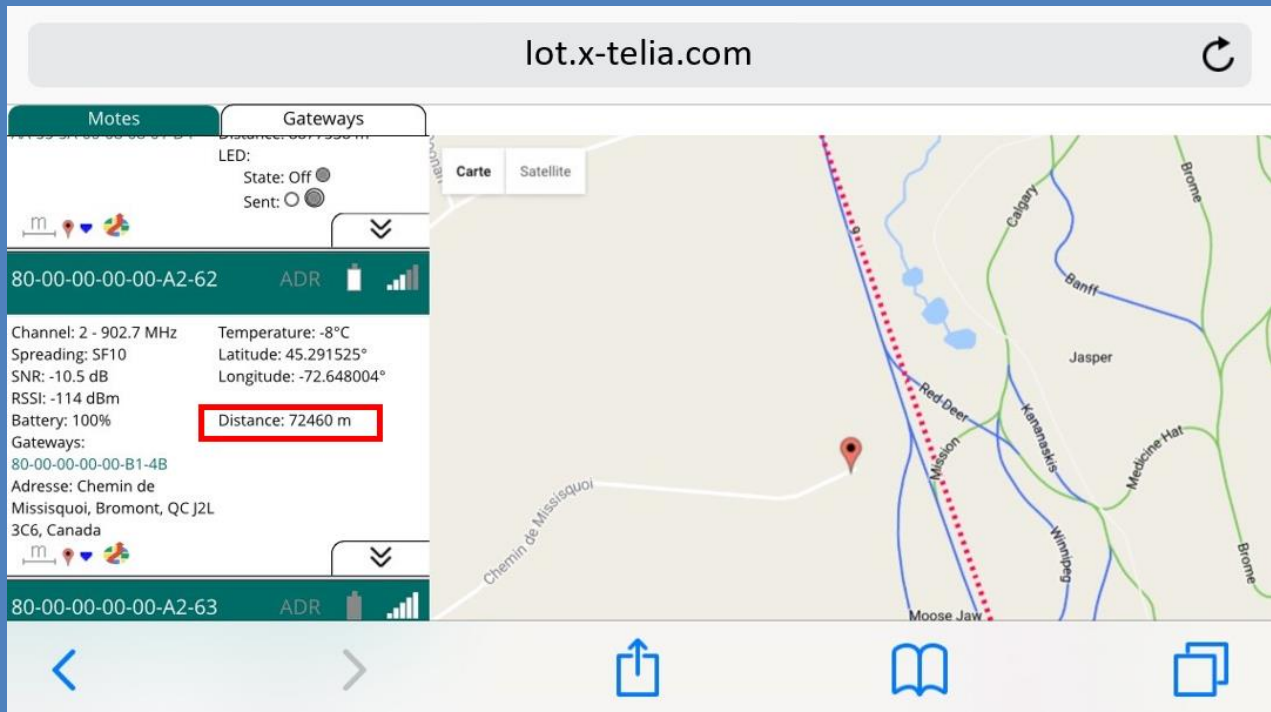 lot.x-telia.com
Motes
Gateways
LED:
State: Off
Sent:
m
80-00-00-00-00-A2-62 ADR
Channel: 2 - 902.7 MHz
Spreading: SF10
SNR: -10.5 dB
RSSI: -114 dBm
Battery: 100%
Gateways:
80-00-00-00-00-B1-4B
Adresse: Chemin de
Missisquoi, Bromont, QC J2L
3C6, Canada
Temperature: -8°C
Latitude: 45.291525°
Longitude: -72.648004°
Distance: 72460 m
m
80-00-00-00-00-A2-63 ADR
Carte
Satellite
9
Calgary
Brome
Banff
Jasper
Red-Deer
Mission
Kananaskis
Medicine Hat
Chemin de Missisquoi
Winnipeg
Brome
Moose Jaw